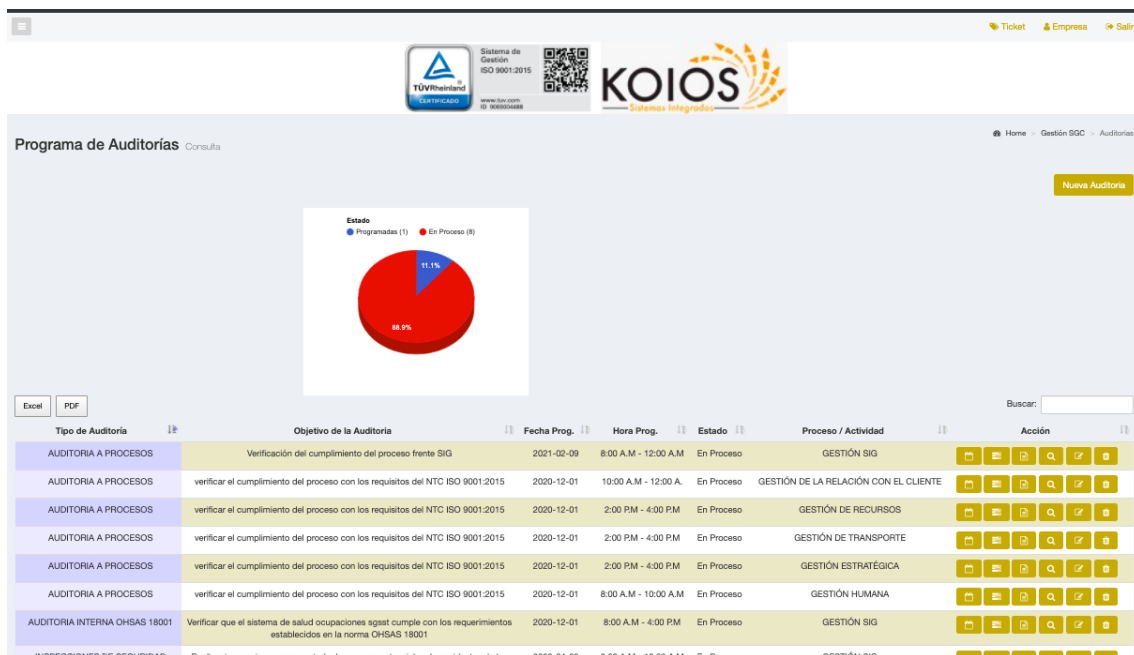 Ticket Empresa Salir
Sistema de
Gestión
ISO 9001:2015
TÜVRheinland
CERTIFICADO
www.tuv.com
KOIOS
Sistemas Integrados
Programa de Auditorías Consulta
Home > Gestión SGC > Auditorias
Nueva Auditoria
Estado
Programadas (1) En Proceso (8)
11.1%
88.9%
Excel PDF
Buscar:
Tipo de Auditoría Objetivo de la Auditoria Fecha Prog. Hora Prog. Estado Proceso / Actividad Acción
AUDITORIA A PROCESOS Verificación del cumplimiento del proceso frente SIG 2021-02-09 8:00 A.M - 12:00 A.M En Proceso GESTIÓN SIG
AUDITORIA A PROCESOS verificar el cumplimiento del proceso con los requisitos del NTC ISO 9001:2015 2020-12-01 10:00 A.M - 12:00 A. En Proceso GESTIÓN DE LA RELACIÓN CON EL CLIENTE
AUDITORIA A PROCESOS verificar el cumplimiento del proceso con los requisitos del NTC ISO 9001:2015 2020-12-01 2:00 P.M - 4:00 P.M En Proceso GESTIÓN DE RECURSOS
AUDITORIA A PROCESOS verificar el cumplimiento del proceso con los requisitos del NTC ISO 9001:2015 2020-12-01 2:00 P.M - 4:00 P.M En Proceso GESTIÓN DE TRANSPORTE
AUDITORIA A PROCESOS verificar el cumplimiento del proceso con los requisitos del NTC ISO 9001:2015 2020-12-01 2:00 P.M - 4:00 P.M En Proceso GESTIÓN ESTRATÉGICA
AUDITORIA A PROCESOS verificar el cumplimiento del proceso con los requisitos del NTC ISO 9001:2015 2020-12-01 8:00 A.M - 10:00 A.M En Proceso GESTIÓN HUMANA
AUDITORIA INTERNA OHSAS 18001 Verificar que el sistema de salud ocupaciones sgsst cumple con los requerimientos 2020-12-01 8:00 A.M - 4:00 P.M En Proceso GESTIÓN SIG
establecidos en la norma OHSAS 18001